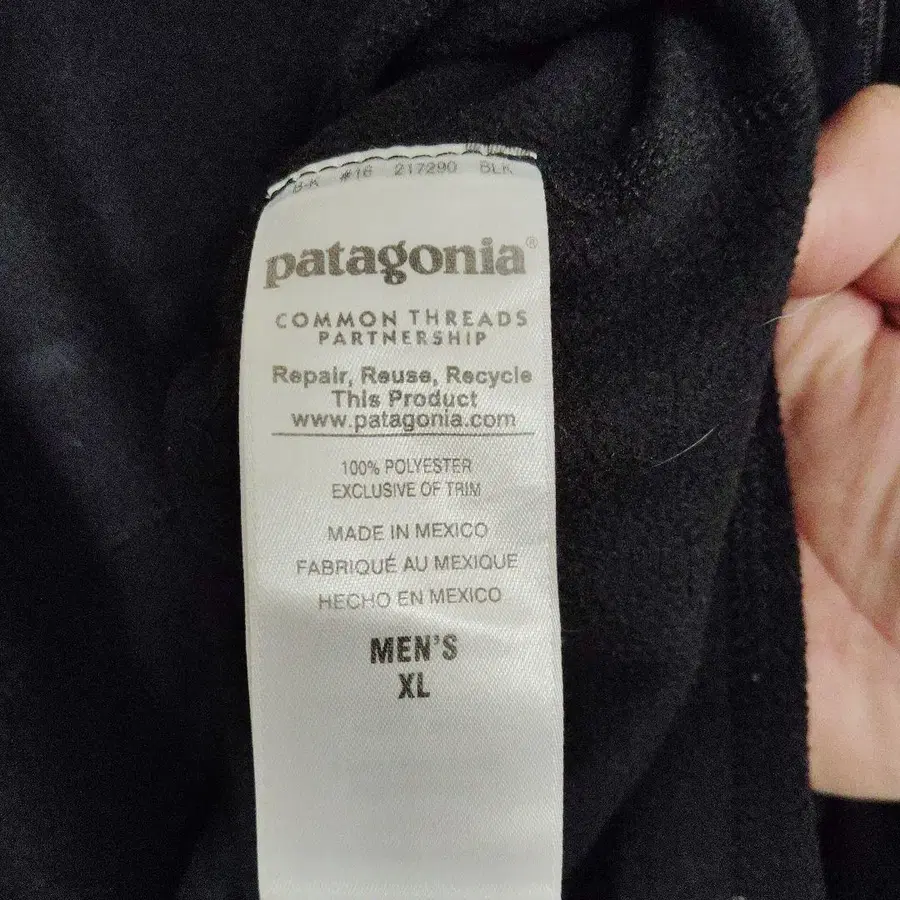 B-K #16 217290 BLK
patagonia®
COMMON THREADS
PARTNERSHIP
Repair, Reuse, Recycle
This Product
www.patagonia.com
100% POLYESTER
EXCLUSIVE OF TRIM
MADE IN MEXICO
FABRIQUÉ AU MEXIQUE
HECHO EN MEXICO
MEN'S
XL